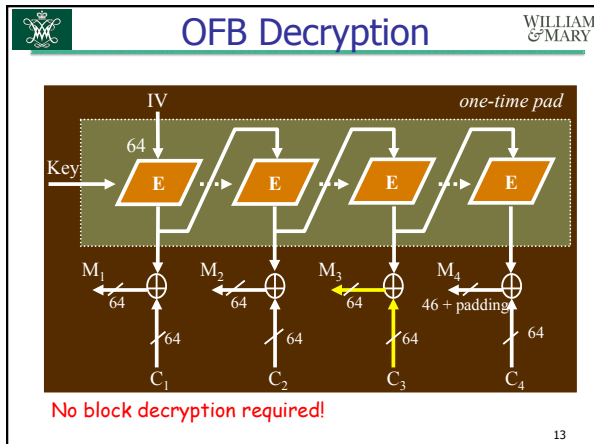 OFB Decryption
WILLIAM
&MARY
IV
one-time pad
64
Key
E E E E
M1 M2 M3 M4
64 64 64 46 + padding
64 64 64 64
C1 C2 C3 C4
No block decryption required!
13